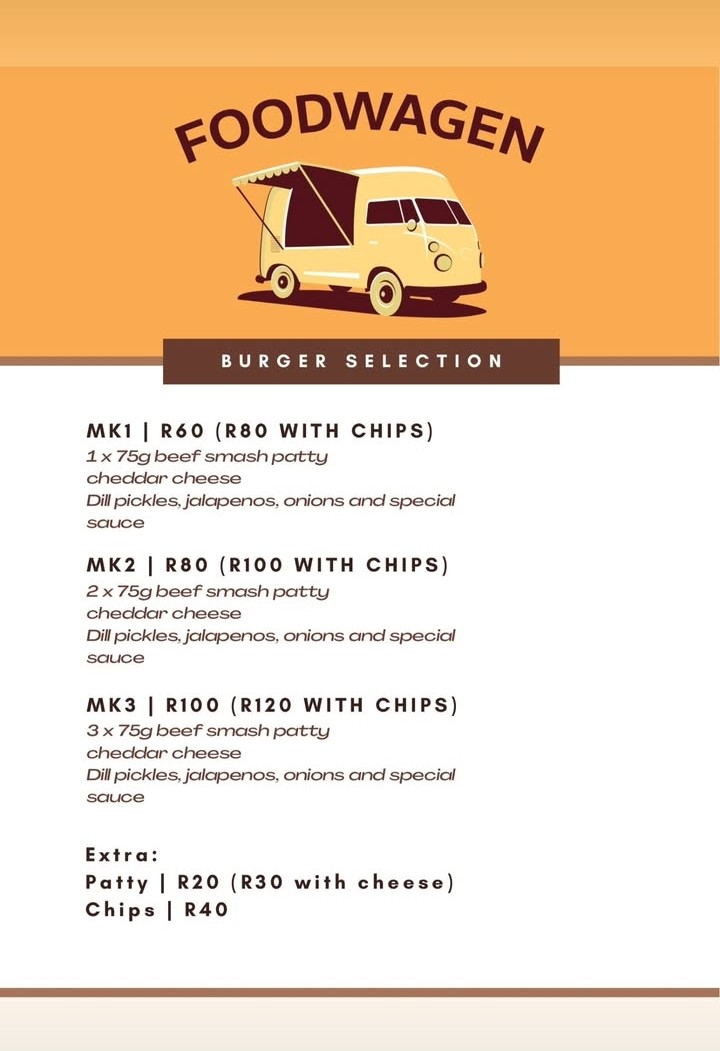 FOODWAGEN
BURGER SELECTION
MK1 | R60 (R80 WITH CHIPS)
1 x 75g beef smash patty
cheddar cheese
Dill pickles, jalapenos, onions and special
sauce
MK2 | R80 (R100 WITH CHIPS)
2 x 75g beef smash patty
cheddar cheese
Dill pickles, jalapenos, onions and special
sauce
MK3 | R100 (R120 WITH CHIPS)
3 x 75g beef smash patty
cheddar cheese
Dill pickles, jalapenos, onions and special
sauce
Extra:
Patty | R20 (R30 with cheese)
Chips | R40